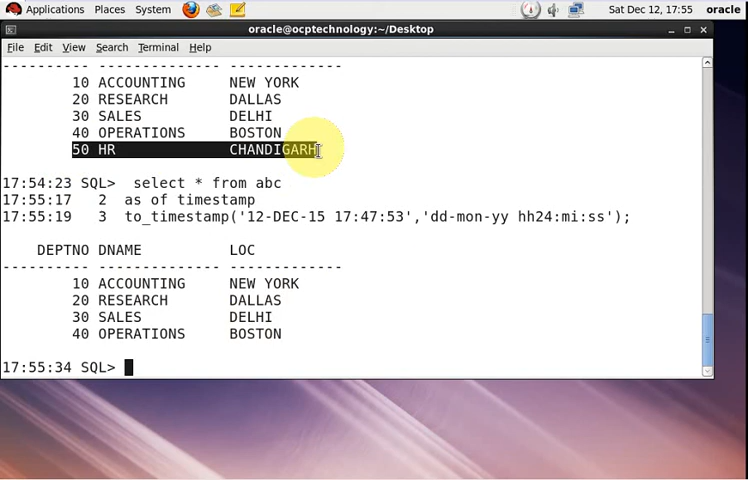 Applications Places System Sat Dec 12, 17:55 oracle
oracle@ocptechnology:~/Desktop
File Edit View Search Terminal Help
---------- -------------- -------------
10 ACCOUNTING NEW YORK
20 RESEARCH DALLAS
30 SALES DELHI
40 OPERATIONS BOSTON
50 HR CHANDIGARH
17:54:23 SQL> select * from abc
17:55:17 2 as of timestamp
17:55:19 3 to_timestamp('12-DEC-15 17:47:53','dd-mon-yy hh24:mi:ss');
DEPTNO DNAME LOC
---------- -------------- -------------
10 ACCOUNTING NEW YORK
20 RESEARCH DALLAS
30 SALES DELHI
40 OPERATIONS BOSTON
17:55:34 SQL>